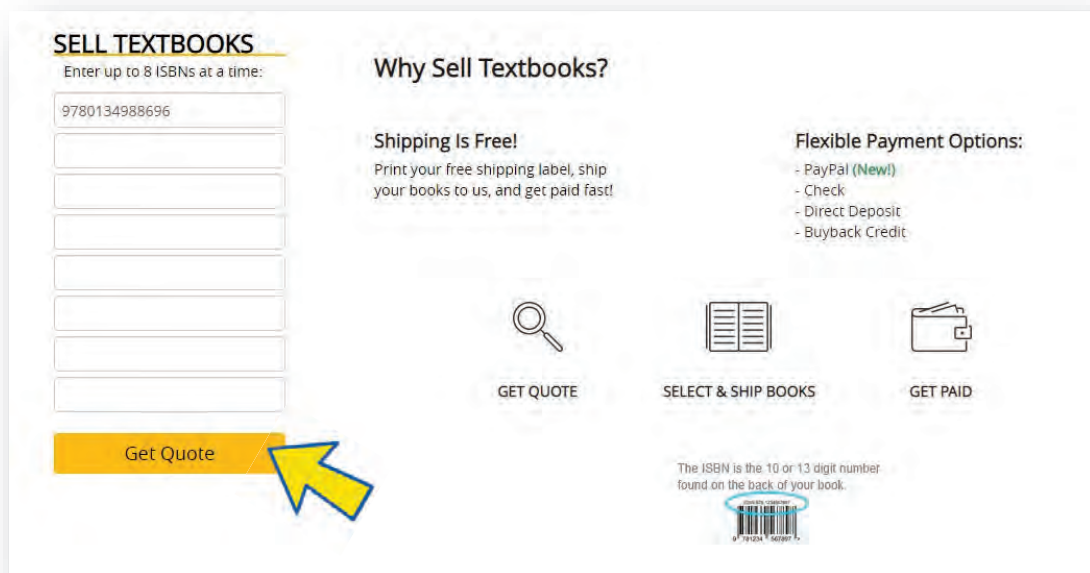 SELL TEXTBOOKS
Enter up to 8 ISBNs at a time:
9780134988696
Get Quote
Why Sell Textbooks?
Shipping Is Free!
Print your free shipping label, ship
your books to us, and get paid fast!
Flexible Payment Options:
- PayPal (New!)
- Check
- Direct Deposit
- Buyback Credit
GET QUOTE
SELECT & SHIP BOOKS
GET PAID
The ISBN is the 10 or 13 digit number
found on the back of your book.